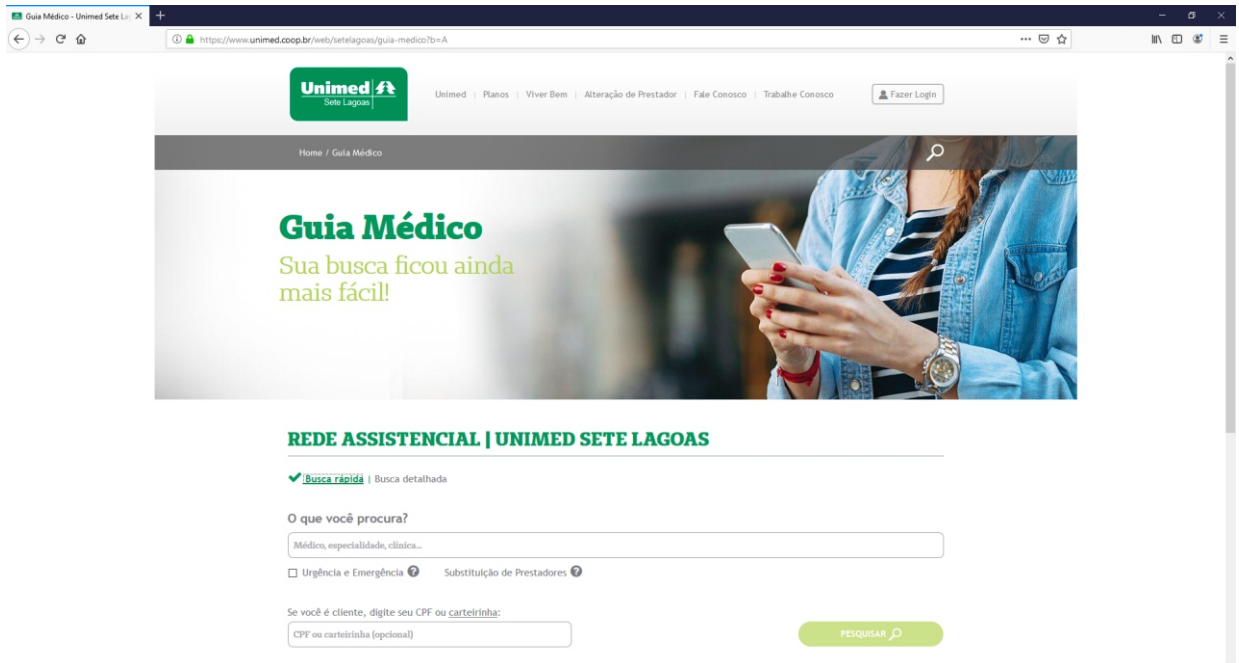 Guia Médico - Unimed Sete La
https://www.unimed.coop.br/web/setelagoas/guia-medico?b=A
Unimed
Sete Lagoas
Unimed | Planos | Viver Bem | Alteração de Prestador | Fale Conosco | Trabalhe Conosco
Fazer Login
Home / Guia Médico
Guia Médico
Sua busca ficou ainda
mais fácil!
REDE ASSISTENCIAL | UNIMED SETE LAGOAS
Busca rápida | Busca detalhada
O que você procura?
Médico, especialidade, clínica...
Urgência e Emergência ? Substituição de Prestadores ?
Se você é cliente, digite seu CPF ou carteirinha:
CPF ou carteirinha (opcional)
PESQUISAR